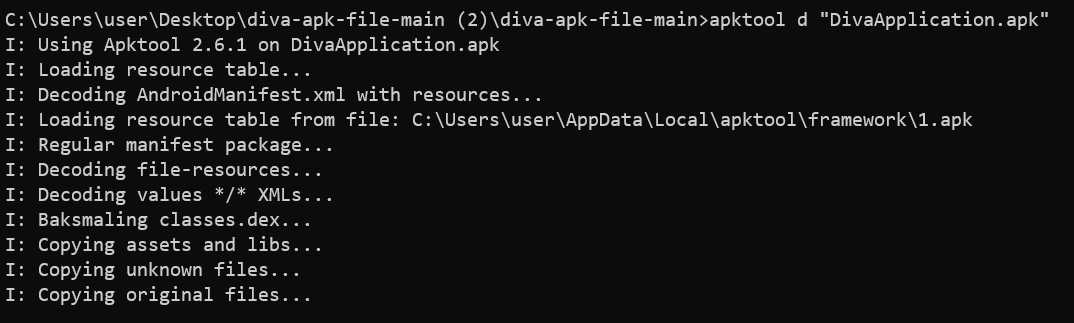 C:\Users\user\Desktop\diva-apk-file-main (2)\diva-apk-file-main>apktool d "DivaApplication.apk"
I: Using Apktool 2.6.1 on DivaApplication.apk
I: Loading resource table...
I: Decoding AndroidManifest.xml with resources...
I: Loading resource table from file: C:\Users\user\AppData\Local\apktool\framework\1.apk
I: Regular manifest package...
I: Decoding file-resources...
I: Decoding values */* XMLs...
I: Baksmaling classes.dex...
I: Copying assets and libs...
I: Copying unknown files...
I: Copying original files...